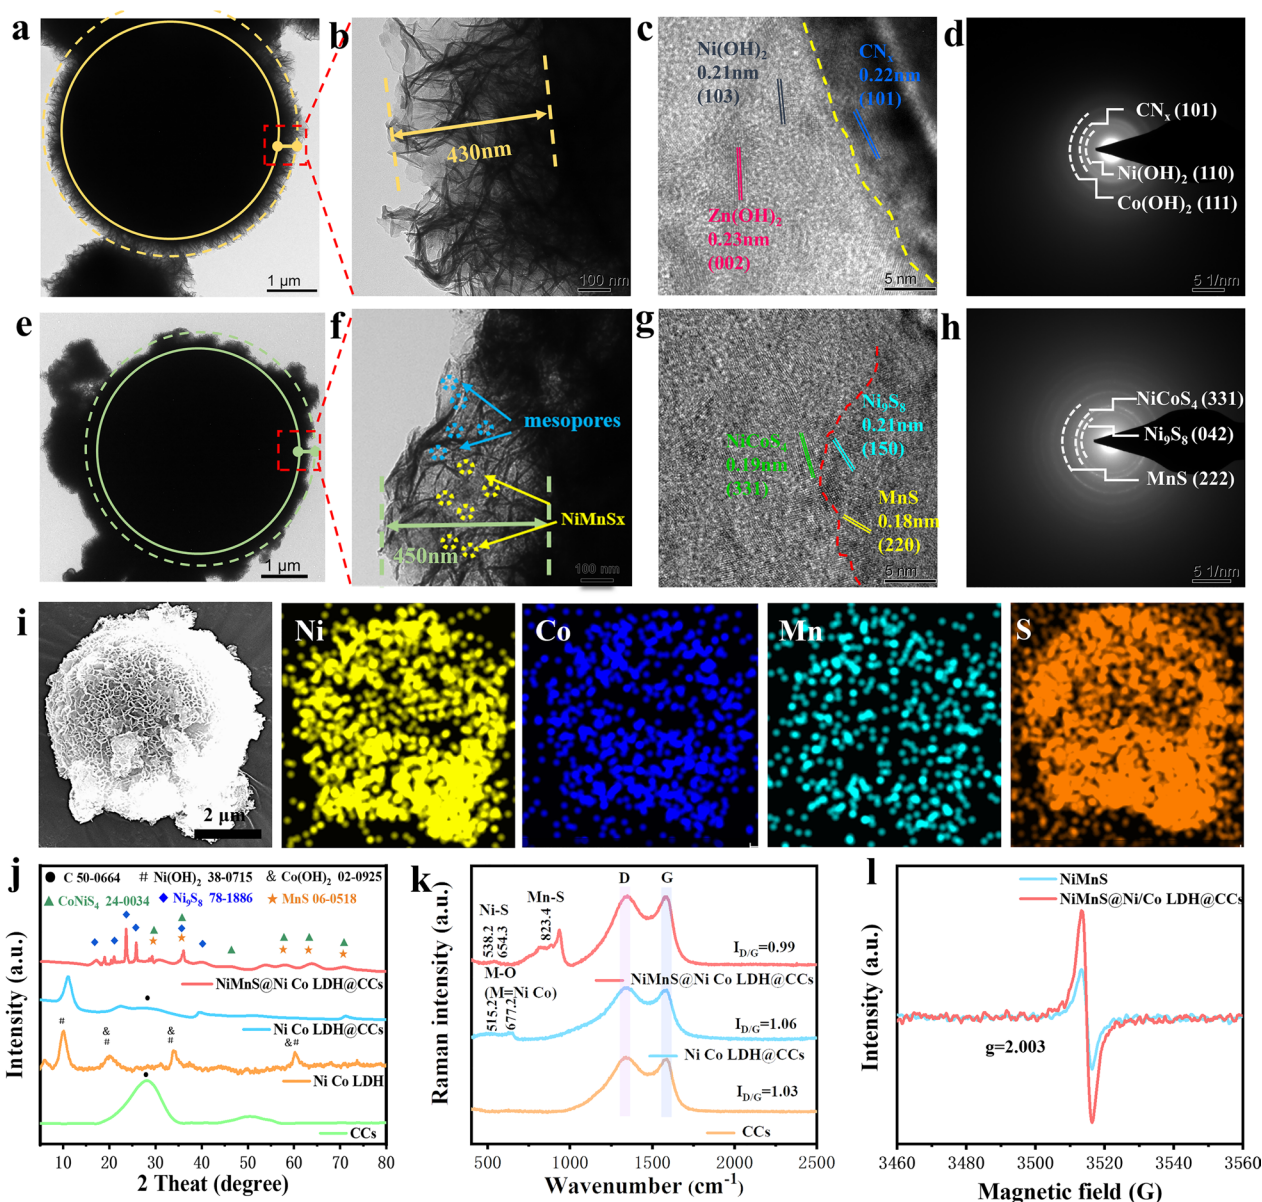 a
1 μm
b
430nm
100 nm
c
Ni(OH)2
0.21nm
(103)
CNx
0.22nm
(101)
Zn(OH)2
0.23nm
(002)
5 nm
d
CNx (101)
Ni(OH)2 (110)
Co(OH)2 (111)
5 1/nm
e
1 μm
f
mesopores
NiMnSx
450nm
100 nm
g
Ni9S8
0.21nm
(150)
NiCoS4
0.19nm
(331)
MnS
0.18nm
(220)
5 nm
h
NiCoS4 (331)
Ni9S8 (042)
MnS (222)
5 1/nm
i
2 μm
Ni
Co
Mn
S
j
C 50-0664 # Ni(OH)2 38-0715 & Co(OH)2 02-0925
CoNiS4 24-0034 Ni9S8 78-1886 MnS 06-0518
NiMnS@Ni Co LDH@CCs
Ni Co LDH@CCs
#
&
#
&
#
&#
Ni Co LDH
CCs
Intensity (a.u.)
10 20 30 40 50 60 70 80
2 Theat (degree)
k
D G
Ni-S
538.2
654.3
Mn-S
823.4
ID/G=0.99
NiMnS@Ni Co LDH@CCs
M-O
(M=Ni Co)
515.2
677.2
ID/G=1.06
Ni Co LDH@CCs
ID/G=1.03
CCs
Raman intensity (a.u.)
500 1000 1500 2000 2500
Wavenumber (cm-1)
l
NiMnS
NiMnS@Ni/Co LDH@CCs
g=2.003
Intensity (a.u.)
3460 3480 3500 3520 3540 3560
Magnetic field (G)